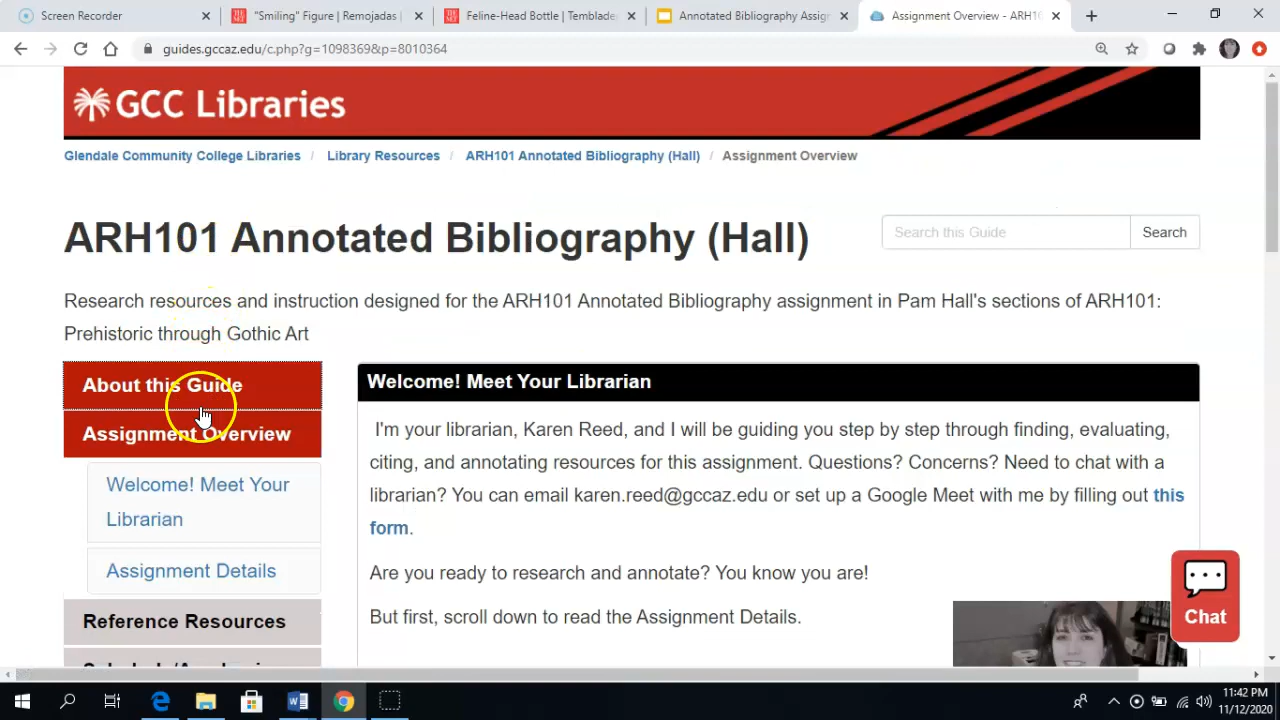 Screen Recorder
"Smiling" Figure | Remojadas
Feline-Head Bottle | Temblader
Annotated Bibliography Assig
Assignment Overview - ARH1
guides.gccaz.edu/c.php?g=1098369&p=8010364
GCC Libraries
Glendale Community College Libraries / Library Resources / ARH101 Annotated Bibliography (Hall) / Assignment Overview
ARH101 Annotated Bibliography (Hall)
Search this Guide
Search
Research resources and instruction designed for the ARH101 Annotated Bibliography assignment in Pam Hall's sections of ARH101:
Prehistoric through Gothic Art
About this Guide
Assignment Overview
Welcome! Meet Your
Librarian
Assignment Details
Reference Resources
Welcome! Meet Your Librarian
I'm your librarian, Karen Reed, and I will be guiding you step by step through finding, evaluating,
citing, and annotating resources for this assignment. Questions? Concerns? Need to chat with a
librarian? You can email karen.reed@gccaz.edu or set up a Google Meet with me by filling out this
form.
Are you ready to research and annotate? You know you are!
But first, scroll down to read the Assignment Details.
Chat
11:42 PM
11/12/2020